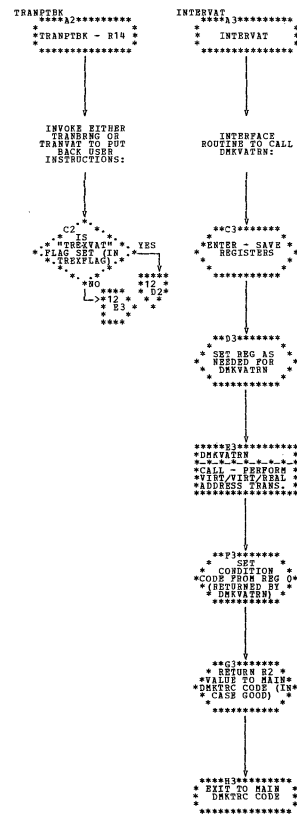 TRANPTBK
****A2*********
*TRANPTBK - R14*
INVOKE EITHER
TRANBRNG OR
TRANVAT TO PUT
BACK USER
INSTRUCTIONS:
C2
IS
"TREXVAT"
FLAG SET (IN
TREXFLAG)
YES
*NO
*12
D2*
*12
E3
INTERVAT
****A3*********
INTERVAT
INTERFACE
ROUTINE TO CALL
DMKVATRN:
**C3*******
*ENTER - SAVE
REGISTERS
**D3*******
SET REG AS
NEEDED FOR
DMKVATRN
*****E3**********
*DMKVATRN
*-*-*-*-*-*-*-*-*
*CALL - PERFORM *
*VIRT/VIRT/REAL *
*ADDRESS TRANS. *
**F3*******
SET
CONDITION
*CODE FROM REG 0*
*(RETURNED BY *
DMKVATRN)
**G3*******
RETURN R2
*VALUE TO MAIN
*DMKTRC CODE (IN*
CASE GOOD)
****H3*********
* EXIT TO MAIN
DMKTRC CODE